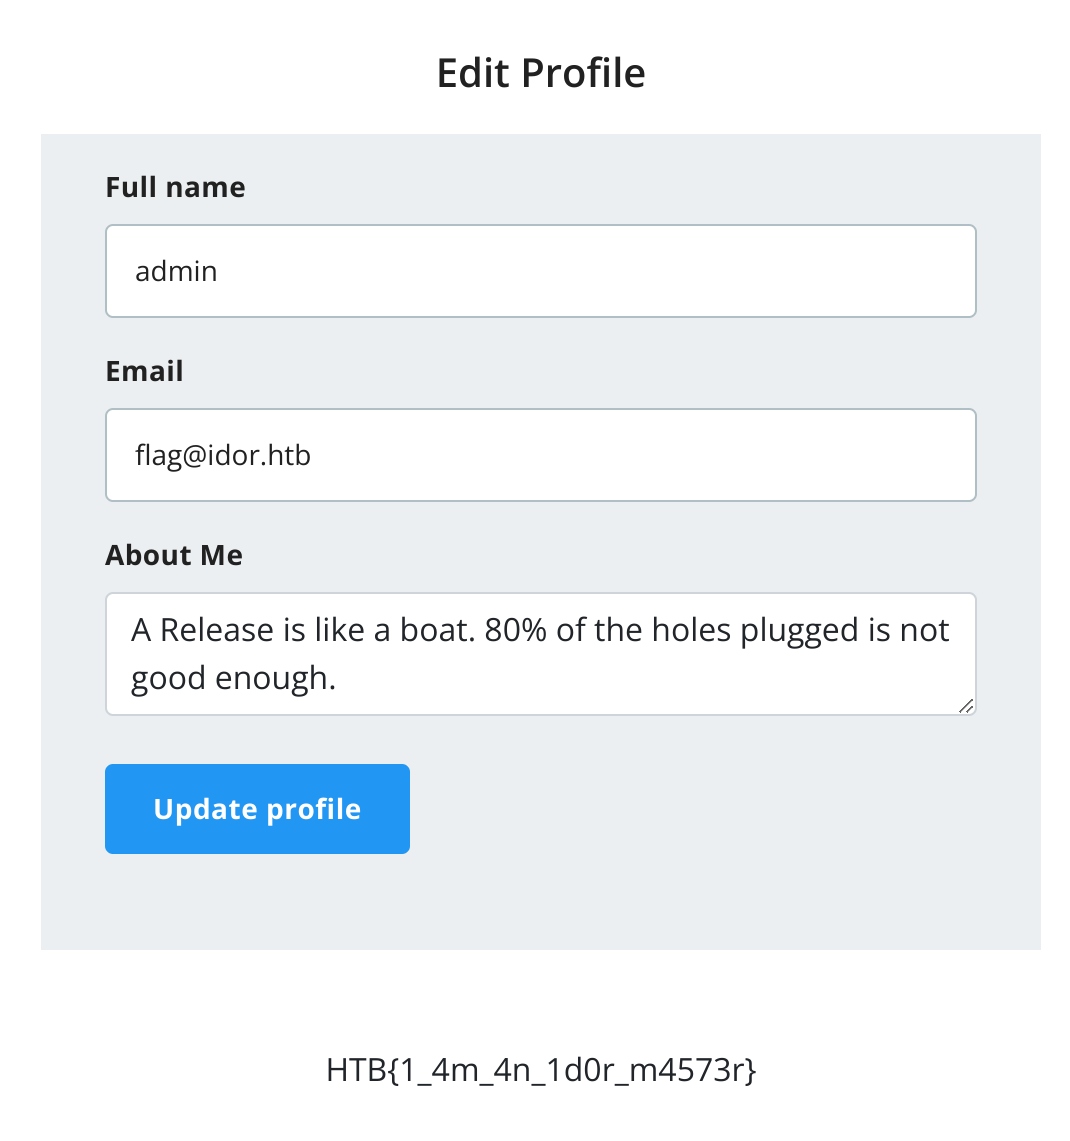 Edit Profile
Full name
admin
Email
flag@idor.htb
About Me
A Release is like a boat. 80% of the holes plugged is not
good enough.
Update profile
HTB{1_4m_4n_1d0r_m4573r}